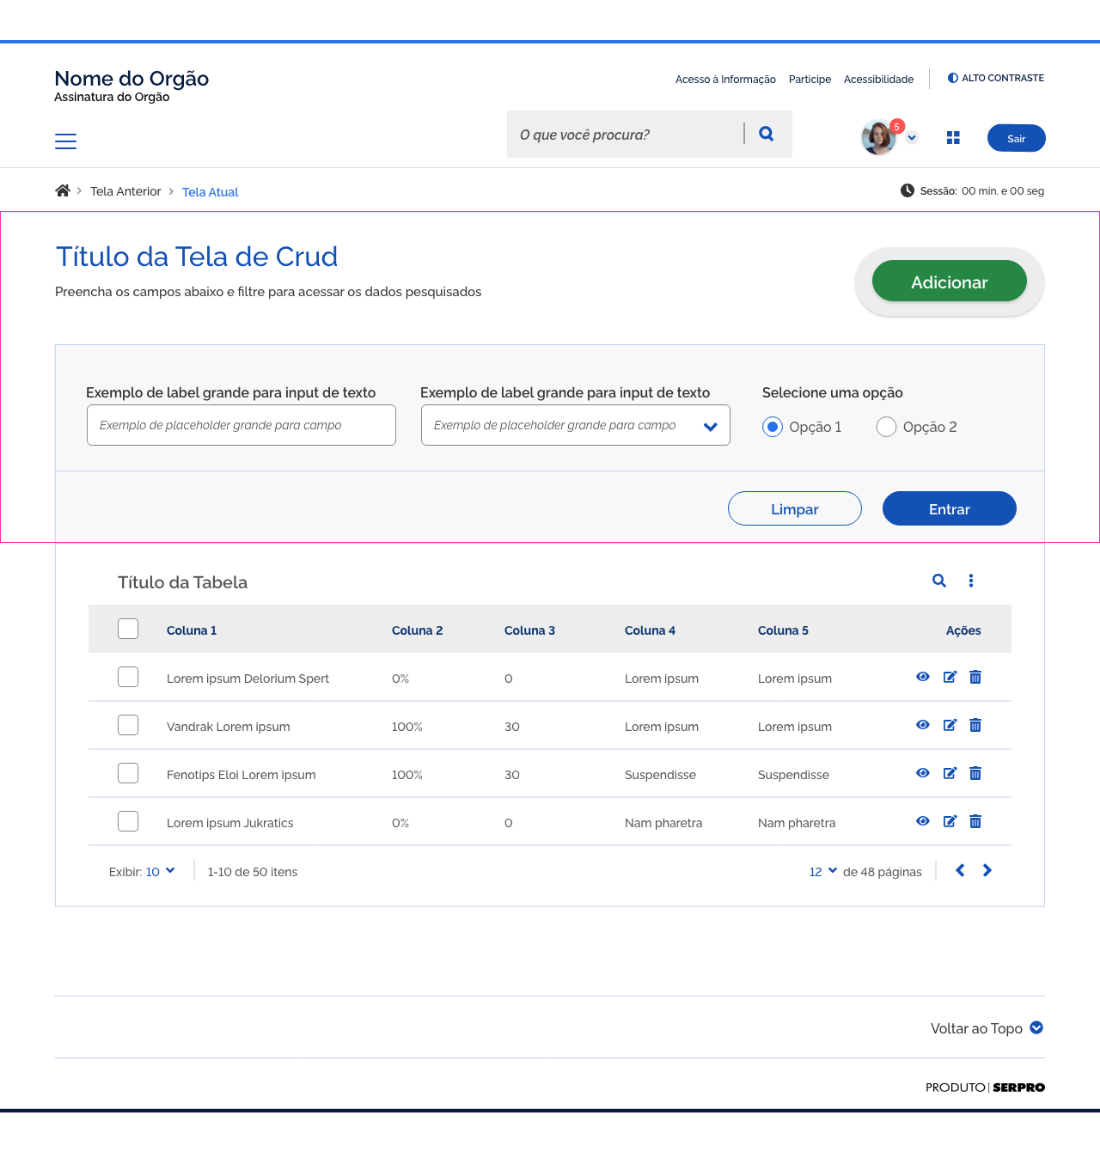 Nome do Orgão
Assinatura do Orgão
Acesso à Informação Participe Acessibilidade ALTO CONTRASTE
O que você procura?
5
Sair
Tela Anterior > Tela Atual
Sessão: 00 min. e 00 seg
Título da Tela de Crud
Preencha os campos abaixo e filtre para acessar os dados pesquisados
Adicionar
Exemplo de label grande para input de texto
Exemplo de placeholder grande para campo
Exemplo de label grande para input de texto
Exemplo de placeholder grande para campo
Selecione uma opção
Opção 1 Opção 2
Limpar Entrar
Título da Tabela
Coluna 1 Coluna 2 Coluna 3 Coluna 4 Coluna 5 Ações
Lorem ipsum Delorium Spert 0% 0 Lorem ipsum Lorem ipsum
Vandrak Lorem ipsum 100% 30 Lorem ipsum Lorem ipsum
Fenotips Eloi Lorem ipsum 100% 30 Suspendisse Suspendisse
Lorem ipsum Jukratics 0% 0 Nam pharetra Nam pharetra
Exibir: 10 1-10 de 50 itens 12 de 48 páginas
Voltar ao Topo
PRODUTO | SERPRO